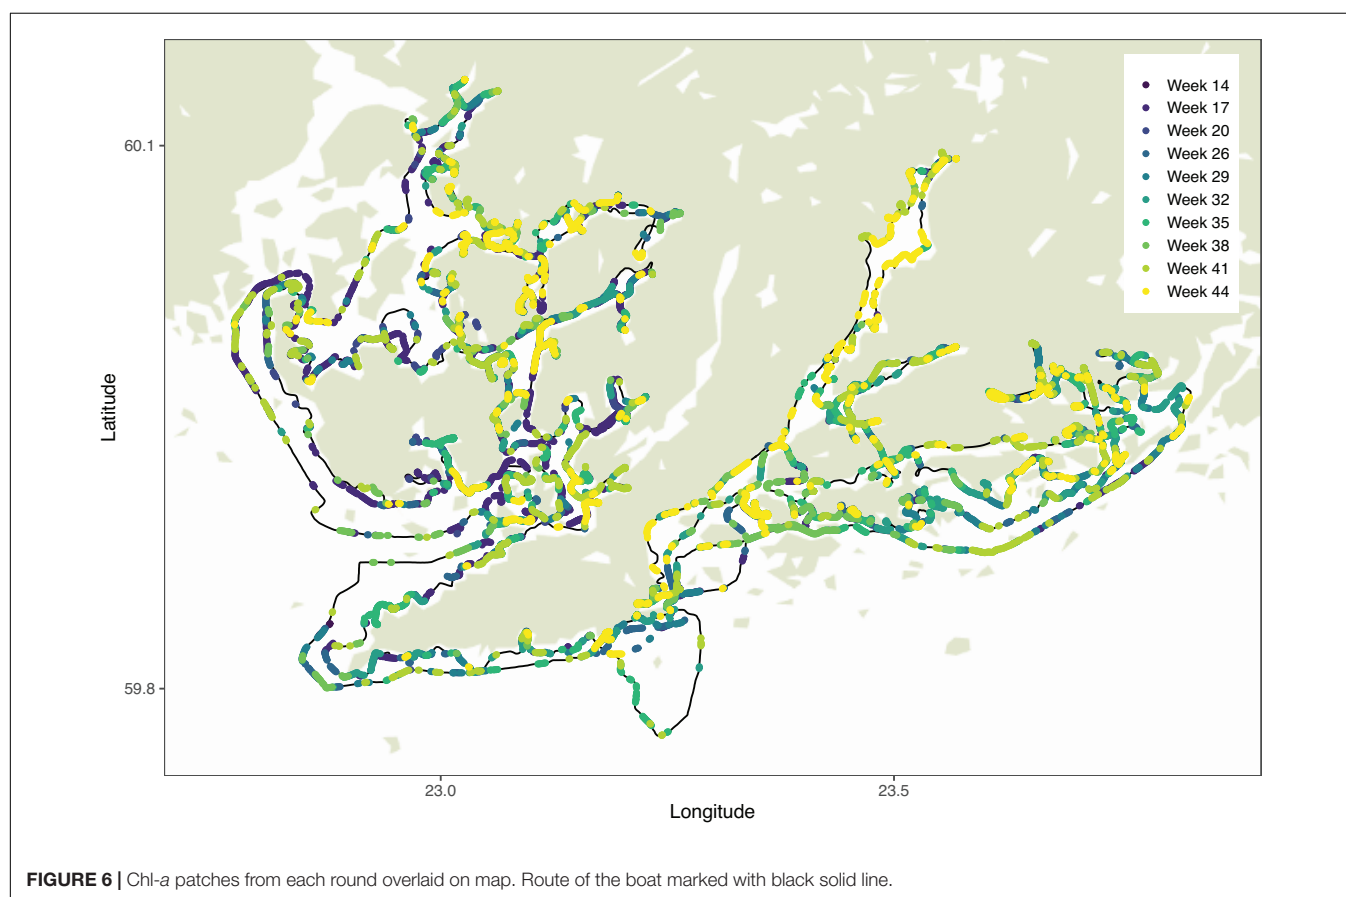 Week 14
Week 17
Week 20
Week 26
Week 29
Week 32
Week 35
Week 38
Week 41
Week 44
60.1
Latitude
59.8
23.0
23.5
Longitude
FIGURE 6 | Chl-a patches from each round overlaid on map. Route of the boat marked with black solid line.